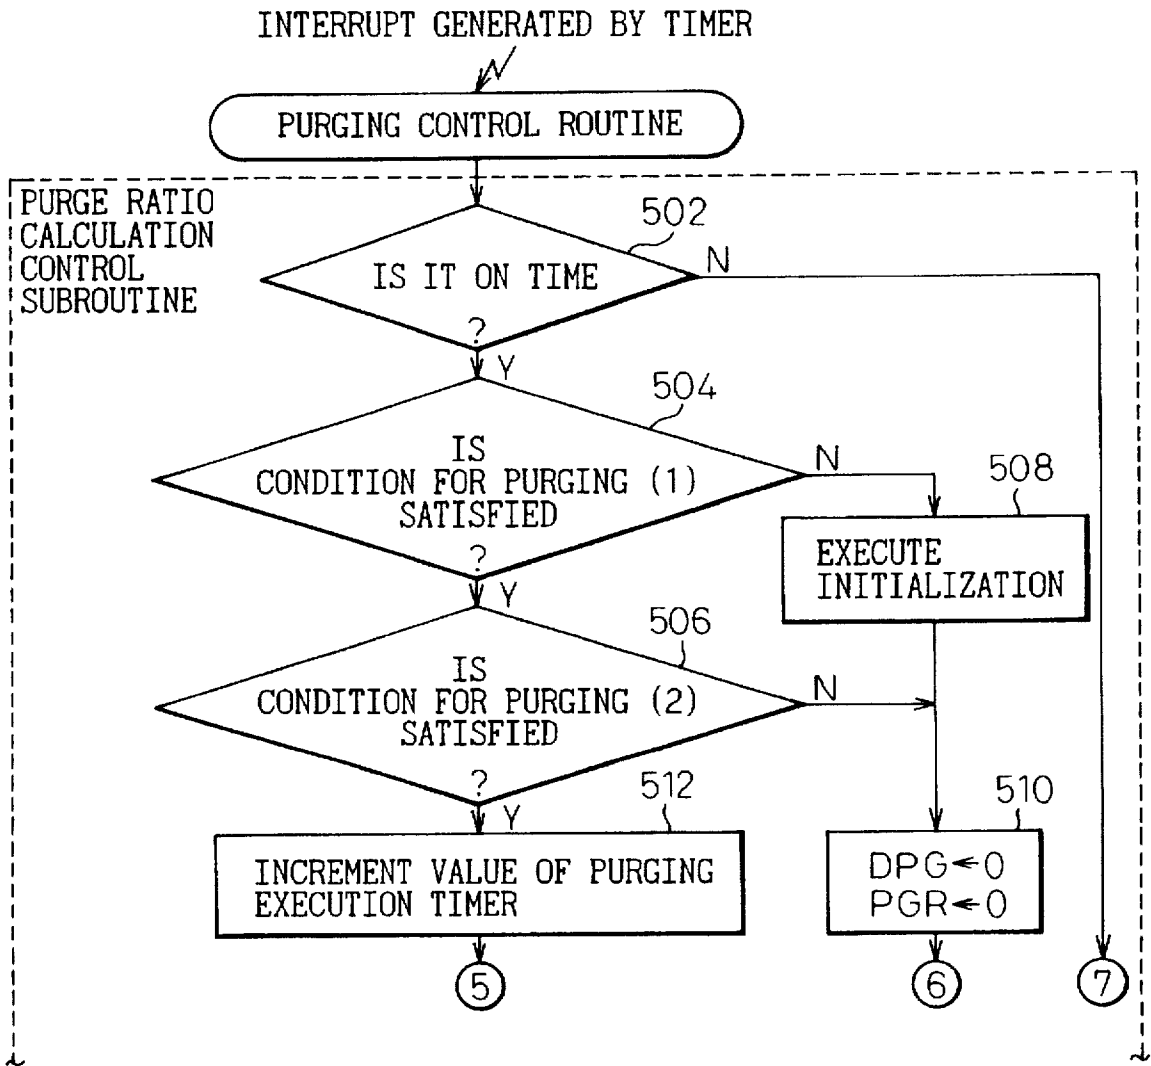 INTERRUPT GENERATED BY TIMER
PURGING CONTROL ROUTINE
PURGE RATIO
CALCULATION
CONTROL
SUBROUTINE
502
IS IT ON TIME
?
N
Y
504
IS
CONDITION FOR PURGING (1)
SATISFIED
?
N
Y
508
EXECUTE
INITIALIZATION
506
IS
CONDITION FOR PURGING (2)
SATISFIED
?
N
Y
512
INCREMENT VALUE OF PURGING
EXECUTION TIMER
510
DPG←0
PGR←0
5
6
7